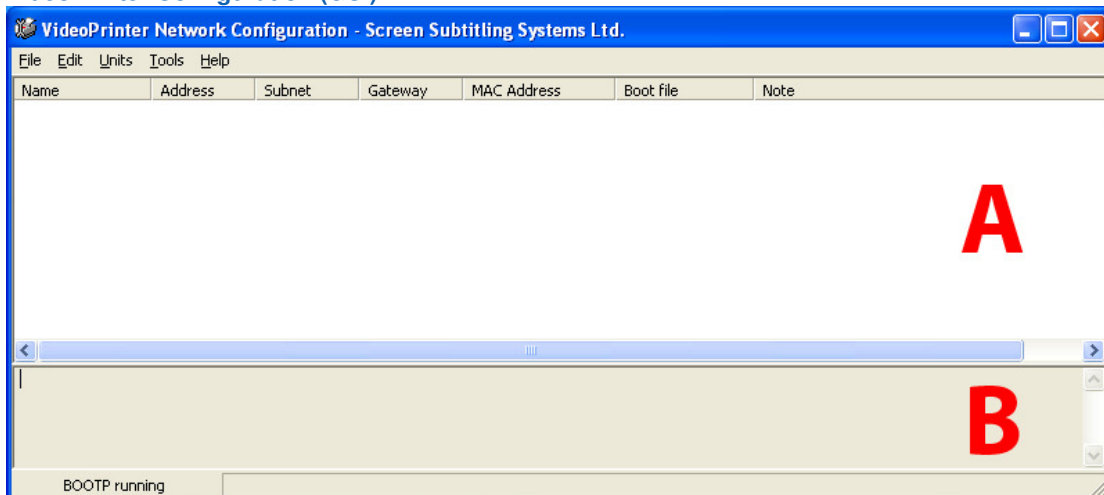 VideoPrinter Network Configuration - Screen Subtitling Systems Ltd.
File Edit Units Tools Help
Name Address Subnet Gateway MAC Address Boot file Note
A
B
BOOTP running